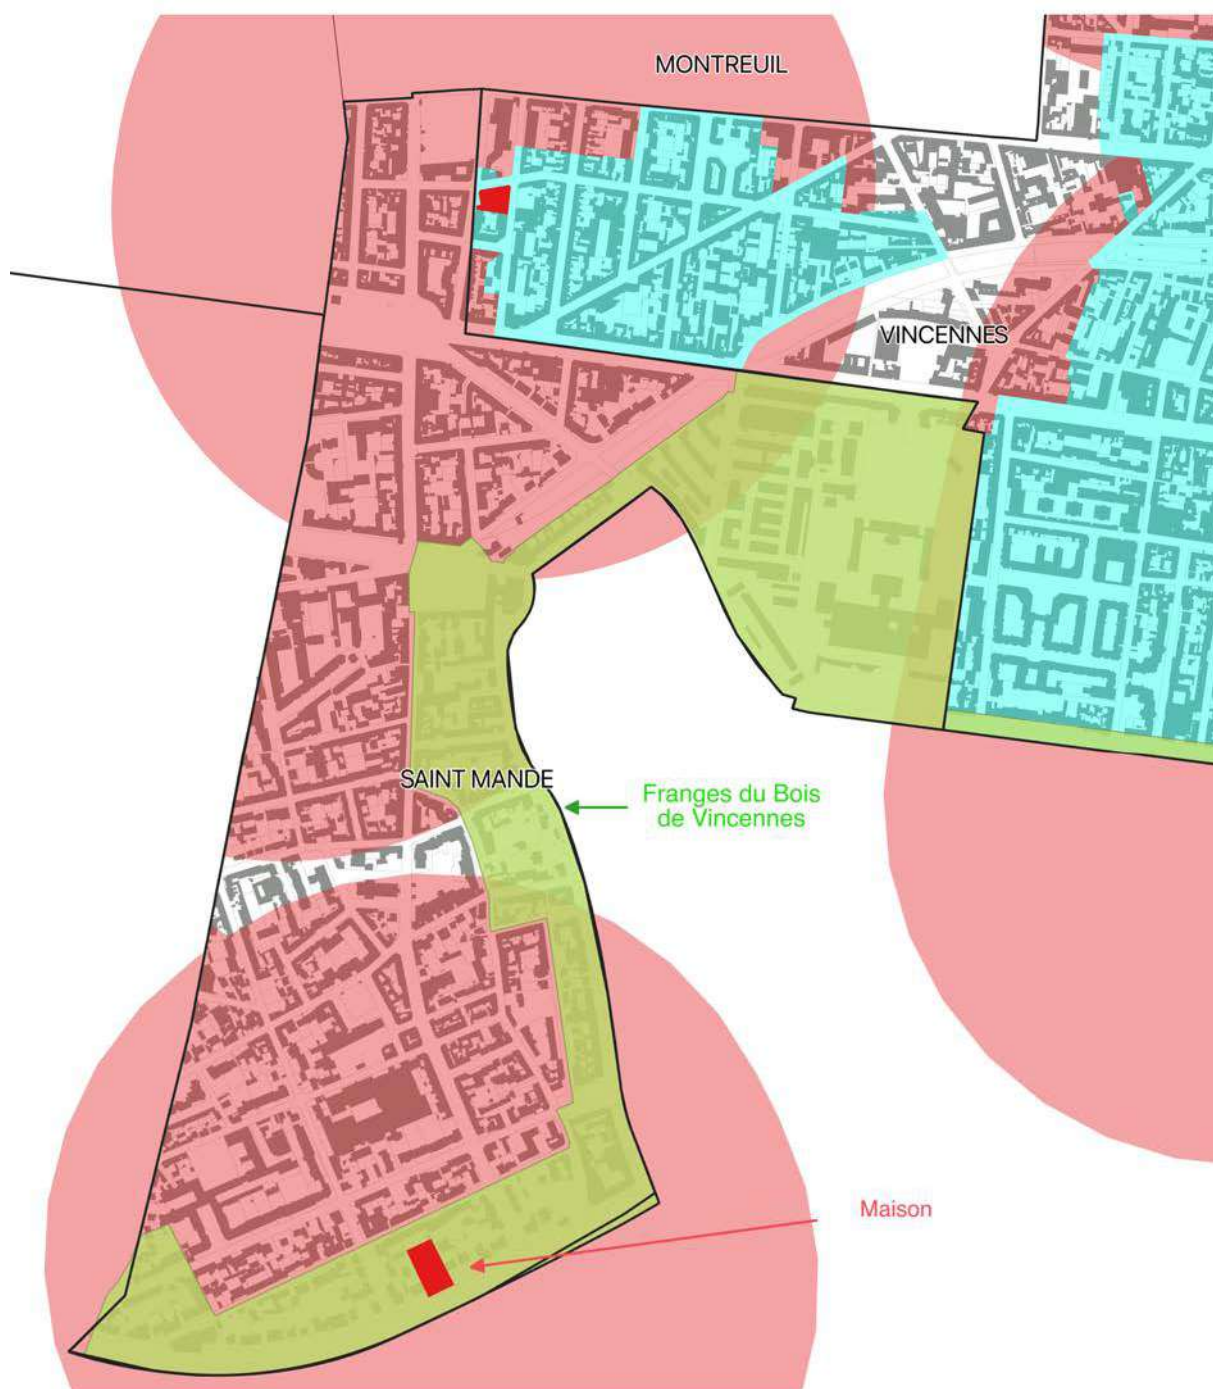 MONTREUIL
VINCENNES
SAINT MANDE
Franges du Bois
de Vincennes
Maison